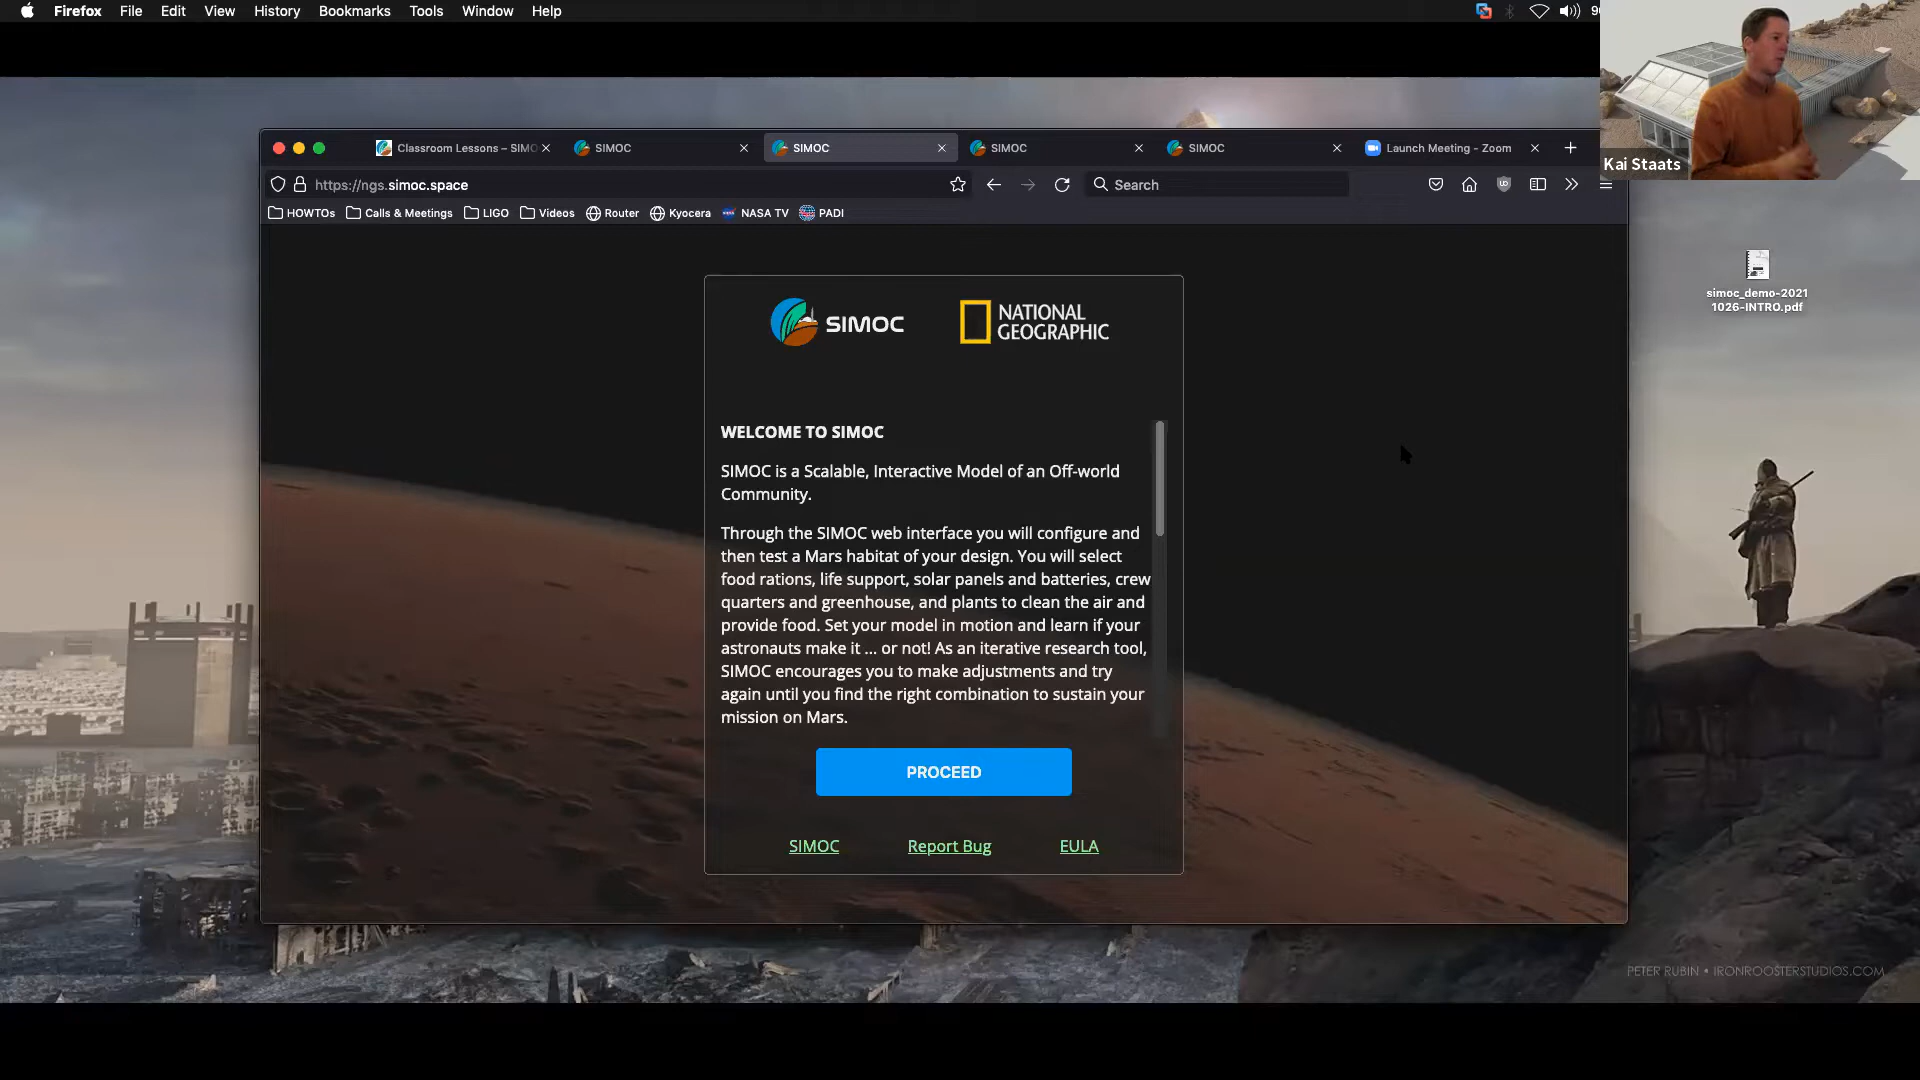 Firefox File Edit View History Bookmarks Tools Window Help
Kai Staats
Classroom Lessons – SIMO
SIMOC
SIMOC
SIMOC
SIMOC
Launch Meeting - Zoom
https://ngs.simoc.space
Search
HOWTOs Calls & Meetings LIGO Videos Router Kyocera NASA TV PADI
simoc_demo-2021
1026-INTRO.pdf
SIMOC
NATIONAL
GEOGRAPHIC
WELCOME TO SIMOC
SIMOC is a Scalable, Interactive Model of an Off-world
Community.
Through the SIMOC web interface you will configure and
then test a Mars habitat of your design. You will select
food rations, life support, solar panels and batteries, crew
quarters and greenhouse, and plants to clean the air and
provide food. Set your model in motion and learn if your
astronauts make it ... or not! As an iterative research tool,
SIMOC encourages you to make adjustments and try
again until you find the right combination to sustain your
mission on Mars.
PROCEED
SIMOC Report Bug EULA
PETER RUBIN • IRONROOSTERSTUDIOS.COM